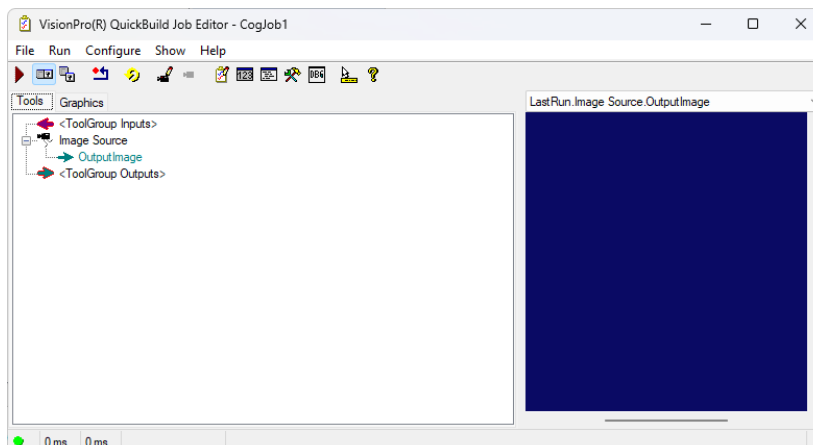 VisionPro(R) QuickBuild Job Editor - CogJob1
File Run Configure Show Help
123 DBG ?
Tools Graphics
LastRun.Image Source.OutputImage
<ToolGroup Inputs>
Image Source
OutputImage
<ToolGroup Outputs>
0 ms 0 ms